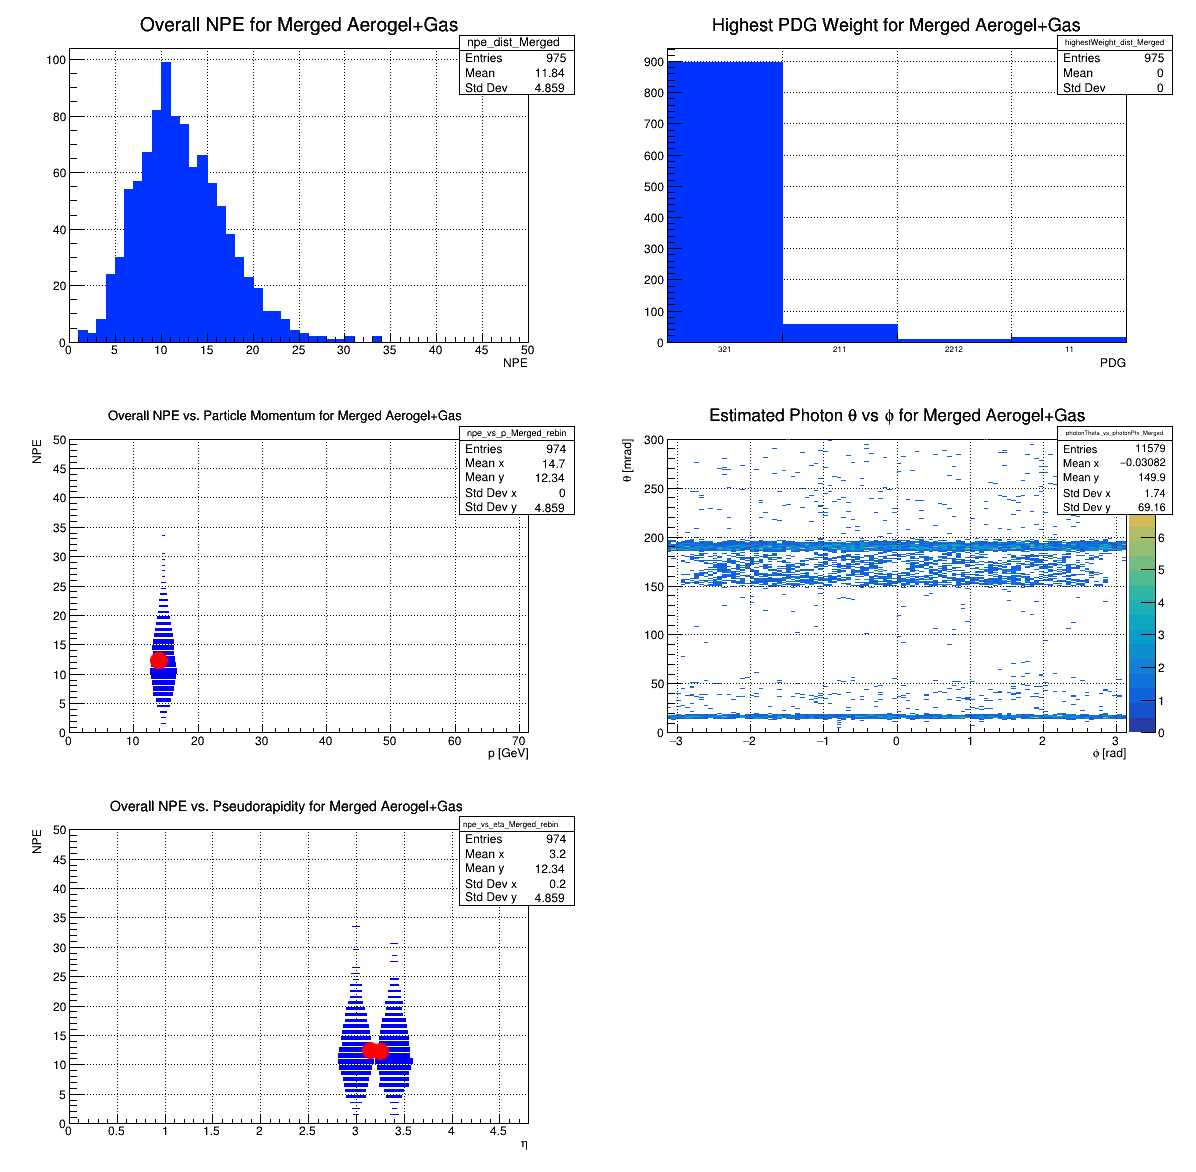 Overall NPE for Merged Aerogel+Gas
npe_dist_Merged
Entries 975
Mean 11.84
Std Dev 4.859
100
80
60
40
20
0
0 5 10 15 20 25 30 35 40 45 50
NPE
Highest PDG Weight for Merged Aerogel+Gas
highestWeight_dist_Merged
Entries 975
Mean 0
Std Dev 0
900
800
700
600
500
400
300
200
100
0
321 211 2212 11
PDG
Overall NPE vs. Particle Momentum for Merged Aerogel+Gas
npe_vs_p_Merged_rebin
Entries 974
Mean x 14.7
Mean y 12.34
Std Dev x 0
Std Dev y 4.859
NPE
50
45
40
35
30
25
20
15
10
5
0
0 10 20 30 40 50 60 70
p [GeV]
Estimated Photon θ vs ϕ for Merged Aerogel+Gas
photonTheta_vs_photonPhi_Merged
Entries 11579
Mean x −0.03082
Mean y 149.9
Std Dev x 1.74
Std Dev y 69.16
θ [mrad]
300
250
200
150
100
50
0
−3 −2 −1 0 1 2 3
ϕ [rad]
6
5
4
3
2
1
0
Overall NPE vs. Pseudorapidity for Merged Aerogel+Gas
npe_vs_eta_Merged_rebin
Entries 974
Mean x 3.2
Mean y 12.34
Std Dev x 0.2
Std Dev y 4.859
NPE
50
45
40
35
30
25
20
15
10
5
0
0 0.5 1 1.5 2 2.5 3 3.5 4 4.5
η